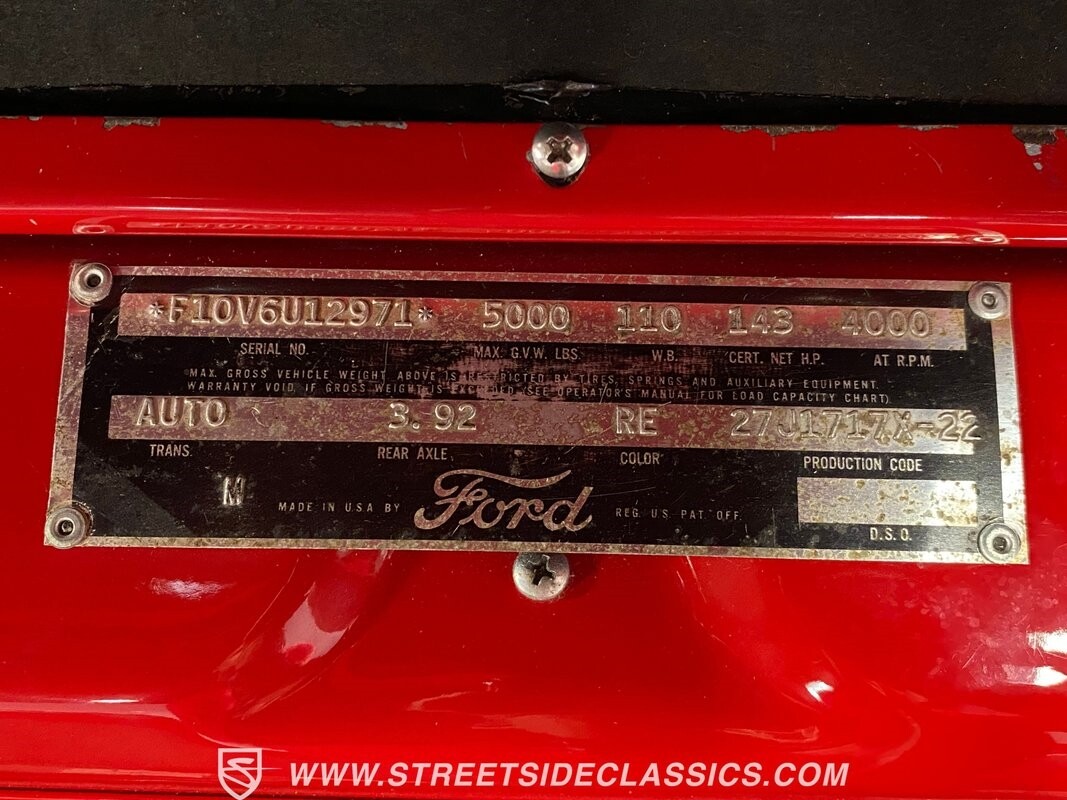 *F10V6U12971* 5000 110 143 4000
SERIAL NO. MAX. G.V.W. LBS. W.B. CERT. NET H.P. AT R.P.M.
MAX. GROSS VEHICLE WEIGHT ABOVE IS RESTRICTED BY TIRES, SPRINGS AND AUXILIARY EQUIPMENT.
WARRANTY VOID IF GROSS WEIGHT IS EXCEEDED (SEE OPERATOR'S MANUAL FOR LOAD CAPACITY CHART)
AUTO 3.92 RE 27J1717X-22
TRANS. REAR AXLE COLOR PRODUCTION CODE
M MADE IN U.S.A BY Ford REG. U.S. PAT. OFF.
D.S.O.
WWW.STREETSIDECLASSICS.COM